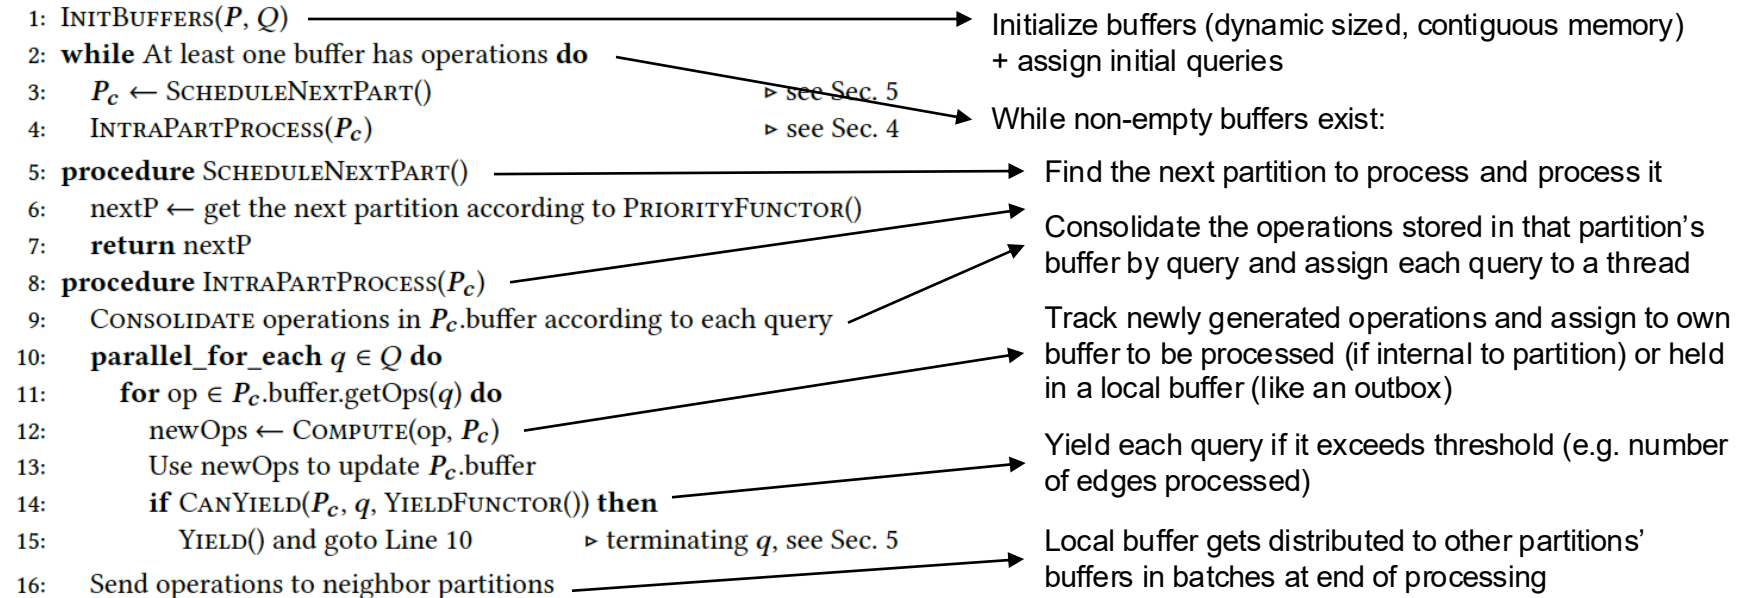 1: INITBUFFERS(P, Q)
2: while At least one buffer has operations do
3: P_c ← SCHEDULENEXTPART() ▹ see Sec. 5
4: INTRAPARTPROCESS(P_c) ▹ see Sec. 4
5: procedure SCHEDULENEXTPART()
6: nextP ← get the next partition according to PRIORITYFUNCTOR()
7: return nextP
8: procedure INTRAPARTPROCESS(P_c)
9: CONSOLIDATE operations in P_c.buffer according to each query
10: parallel_for_each q ∈ Q do
11: for op ∈ P_c.buffer.getOps(q) do
12: newOps ← COMPUTE(op, P_c)
13: Use newOps to update P_c.buffer
14: if CANYIELD(P_c, q, YIELDFUNCTOR()) then
15: YIELD() and goto Line 10 ▹ terminating q, see Sec. 5
16: Send operations to neighbor partitions
Initialize buffers (dynamic sized, contiguous memory)
+ assign initial queries
While non-empty buffers exist:
Find the next partition to process and process it
Consolidate the operations stored in that partition's
buffer by query and assign each query to a thread
Track newly generated operations and assign to own
buffer to be processed (if internal to partition) or held
in a local buffer (like an outbox)
Yield each query if it exceeds threshold (e.g. number
of edges processed)
Local buffer gets distributed to other partitions'
buffers in batches at end of processing